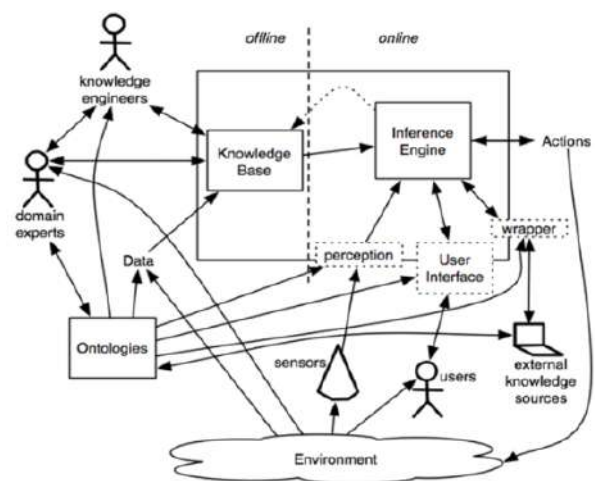 offline
online
knowledge
engineers
Knowledge
Base
Inference
Engine
Actions
domain
experts
wrapper
Data
perception
User
Interface
Ontologies
sensors
users
external
knowledge
sources
Environment